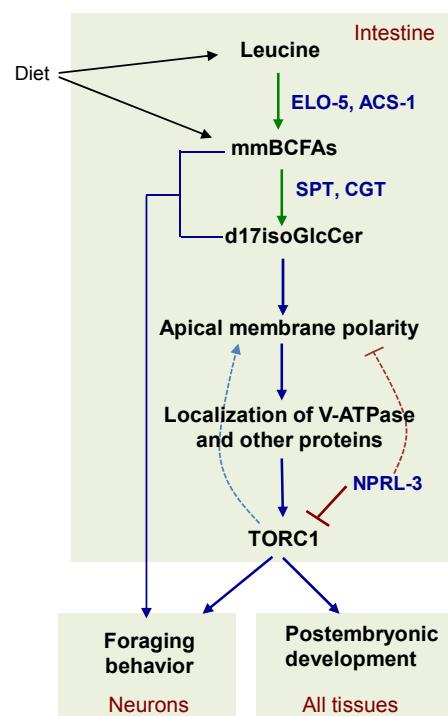 Intestine
Leucine
Diet
ELO-5, ACS-1
mmBCFAs
SPT, CGT
d17isoGlcCer
Apical membrane polarity
Localization of V-ATPase
and other proteins
NPRL-3
TORC1
Foraging
behavior
Neurons
Postembryonic
development
All tissues